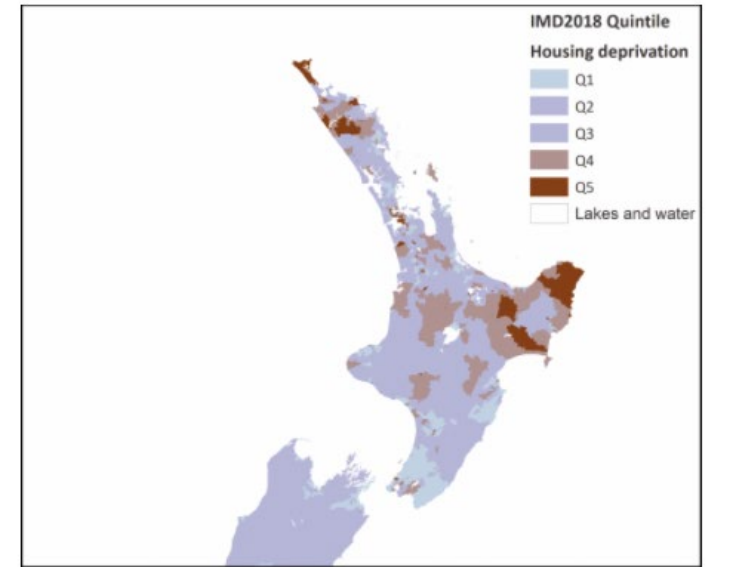 IMD2018 Quintile
Housing deprivation
Q1
Q2
Q3
Q4
Q5
Lakes and water